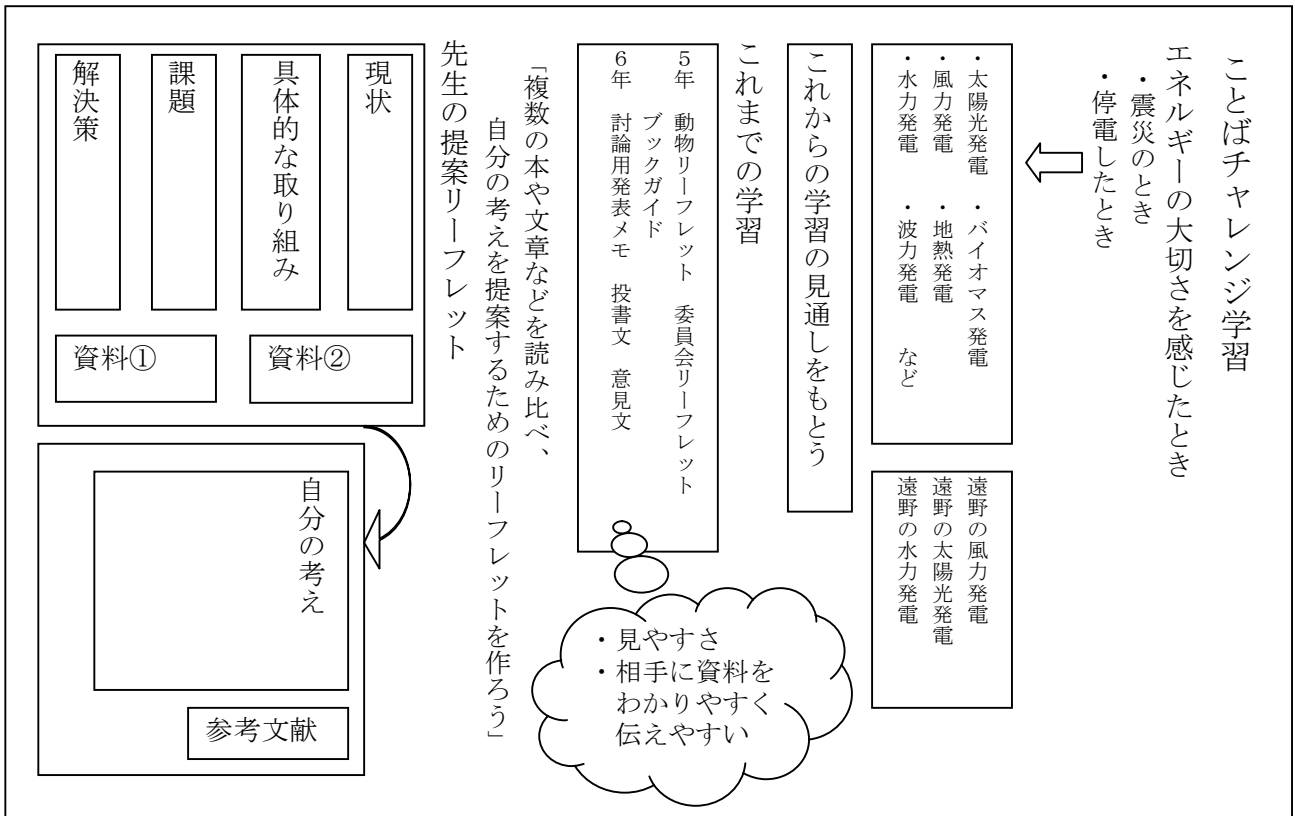 ことばチャレンジ学習
エネルギーの大切さを感じたとき
・震災のとき
・停電したとき
・太陽光発電　・バイオマス発電
・風力発電　・地熱発電
・水力発電　・波力発電　など
遠野の風力発電
遠野の太陽光発電
遠野の水力発電
これからの学習の見通しをもとう
これまでの学習
５年　動物リーフレット　委員会リーフレット
ブックガイド
６年　討論用発表メモ　投書文　意見文
・見やすさ
・相手に資料を
わかりやすく
伝えやすい
「複数の本や文章などを読み比べ、
自分の考えを提案するためのリーフレットを作ろう」
先生の提案リーフレット
現状
具体的な取り組み
課題
解決策
資料②
資料①
自分の考え
参考文献